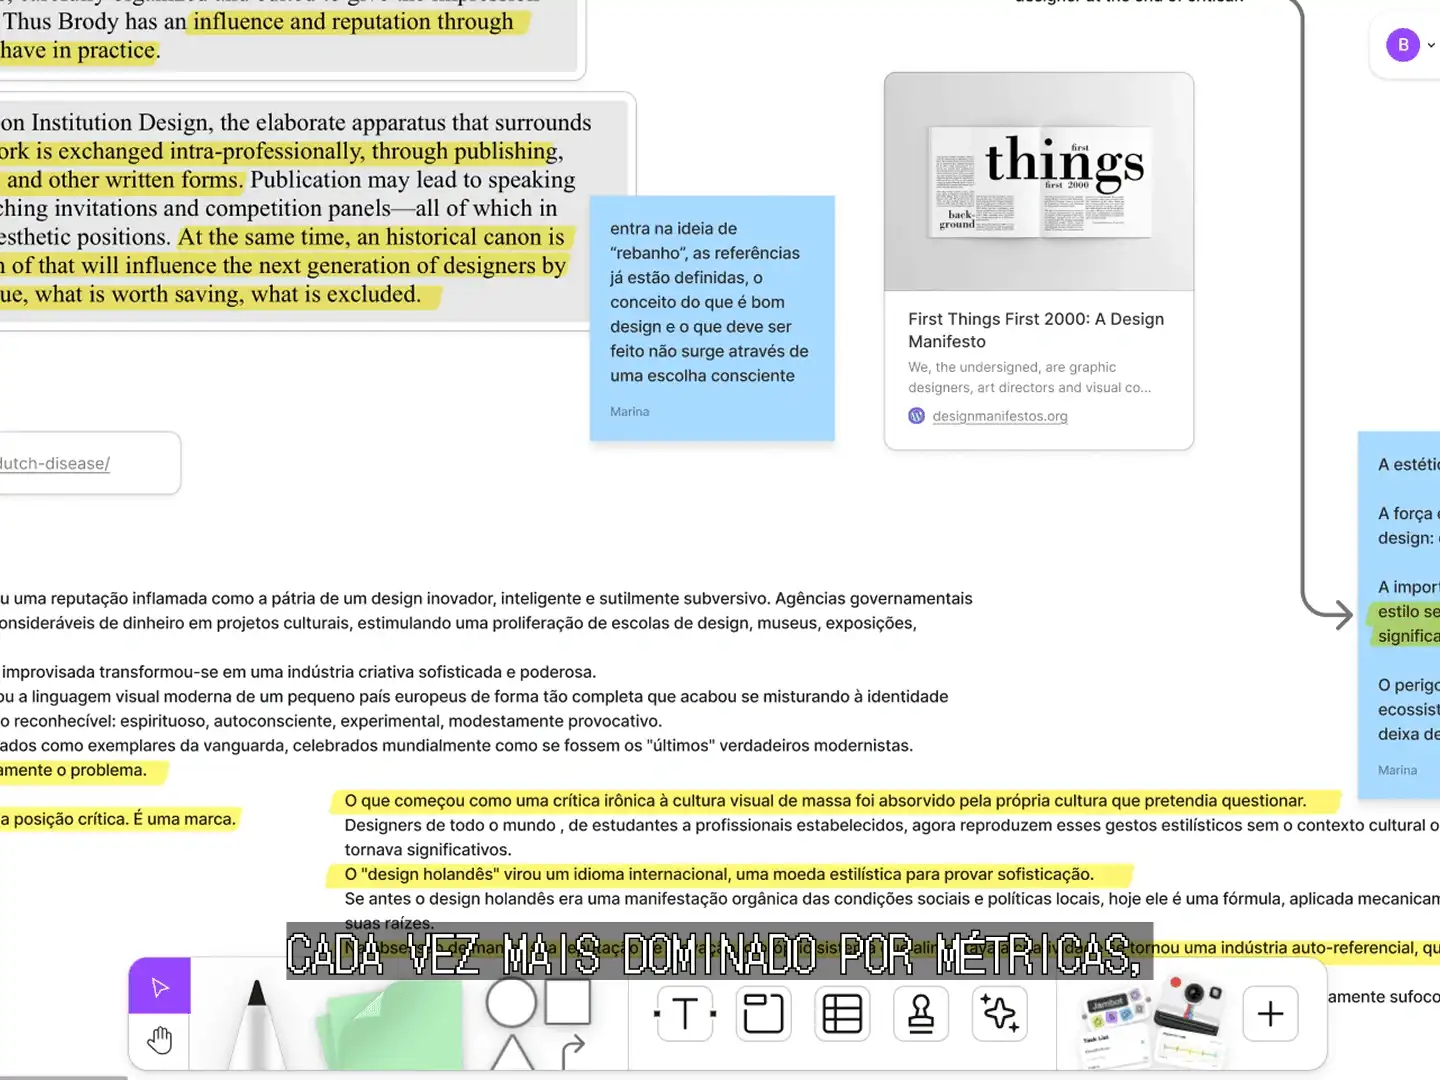 Thus Brody has an influence and reputation through
have in practice.
B
on Institution Design, the elaborate apparatus that surrounds
ork is exchanged intra-professionally, through publishing,
and other written forms. Publication may lead to speaking
ching invitations and competition panels—all of which in
esthetic positions. At the same time, an historical canon is
n of that will influence the next generation of designers by
ue, what is worth saving, what is excluded.
entra na ideia de
“rebanho”, as referências
já estão definidas, o
conceito do que é bom
design e o que deve ser
feito não surge através de
uma escolha consciente
Marina
first
things
first 2000
back-
ground
First Things First 2000: A Design
Manifesto
We, the undersigned, are graphic
designers, art directors and visual co...
designmanifestos.org
dutch-disease/
A estétic
A força e
design:
A import
estilo se
significa
O perigo
ecossist
deixa de
Marina
u uma reputação inflamada como a pátria de um design inovador, inteligente e sutilmente subversivo. Agências governamentais
onsideráveis de dinheiro em projetos culturais, estimulando uma proliferação de escolas de design, museus, exposições,
improvisada transformou-se em uma indústria criativa sofisticada e poderosa.
ou a linguagem visual moderna de um pequeno país europeus de forma tão completa que acabou se misturando à identidade
o reconhecível: espirituoso, autoconsciente, experimental, modestamente provocativo.
ados como exemplares da vanguarda, celebrados mundialmente como se fossem os "últimos" verdadeiros modernistas.
amente o problema.
a posição crítica. É uma marca.
O que começou como uma crítica irônica à cultura visual de massa foi absorvido pela própria cultura que pretendia questionar.
Designers de todo o mundo , de estudantes a profissionais estabelecidos, agora reproduzem esses gestos estilísticos sem o contexto cultural o
tornava significativos.
O "design holandês" virou um idioma internacional, uma moeda estilística para provar sofisticação.
Se antes o design holandês era uma manifestação orgânica das condições sociais e políticas locais, hoje ele é uma fórmula, aplicada mecanicam
suas raízes.
tornou uma indústria auto-referencial, qu
amente sufoco
CADA VEZ MAIS DOMINADO POR MÉTRICAS,
T
Jambot
Task List